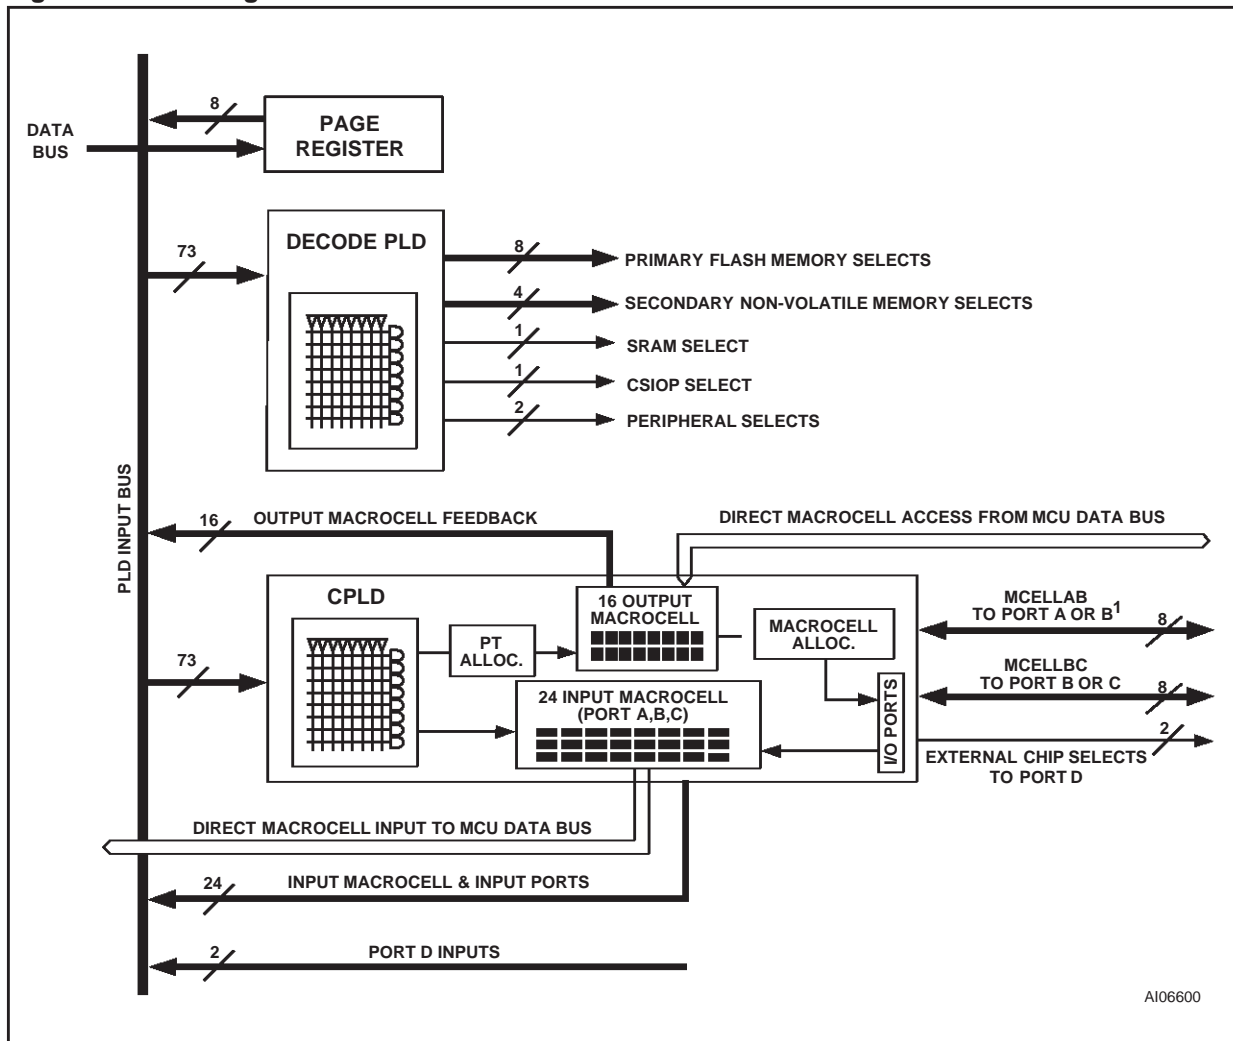 8
PAGE
REGISTER
DATA
BUS
DECODE PLD
73
8
PRIMARY FLASH MEMORY SELECTS
4
SECONDARY NON-VOLATILE MEMORY SELECTS
1
SRAM SELECT
1
CSIOP SELECT
2
PERIPHERAL SELECTS
PLD INPUT BUS
16
OUTPUT MACROCELL FEEDBACK
DIRECT MACROCELL ACCESS FROM MCU DATA BUS
CPLD
73
PT
ALLOC.
16 OUTPUT
MACROCELL
MACROCELL
ALLOC.
24 INPUT MACROCELL
(PORT A,B,C)
I/O PORTS
MCELLAB
TO PORT A OR B1
8
MCELLBC
TO PORT B OR C
8
2
EXTERNAL CHIP SELECTS
TO PORT D
DIRECT MACROCELL INPUT TO MCU DATA BUS
24
INPUT MACROCELL & INPUT PORTS
2
PORT D INPUTS
AI06600